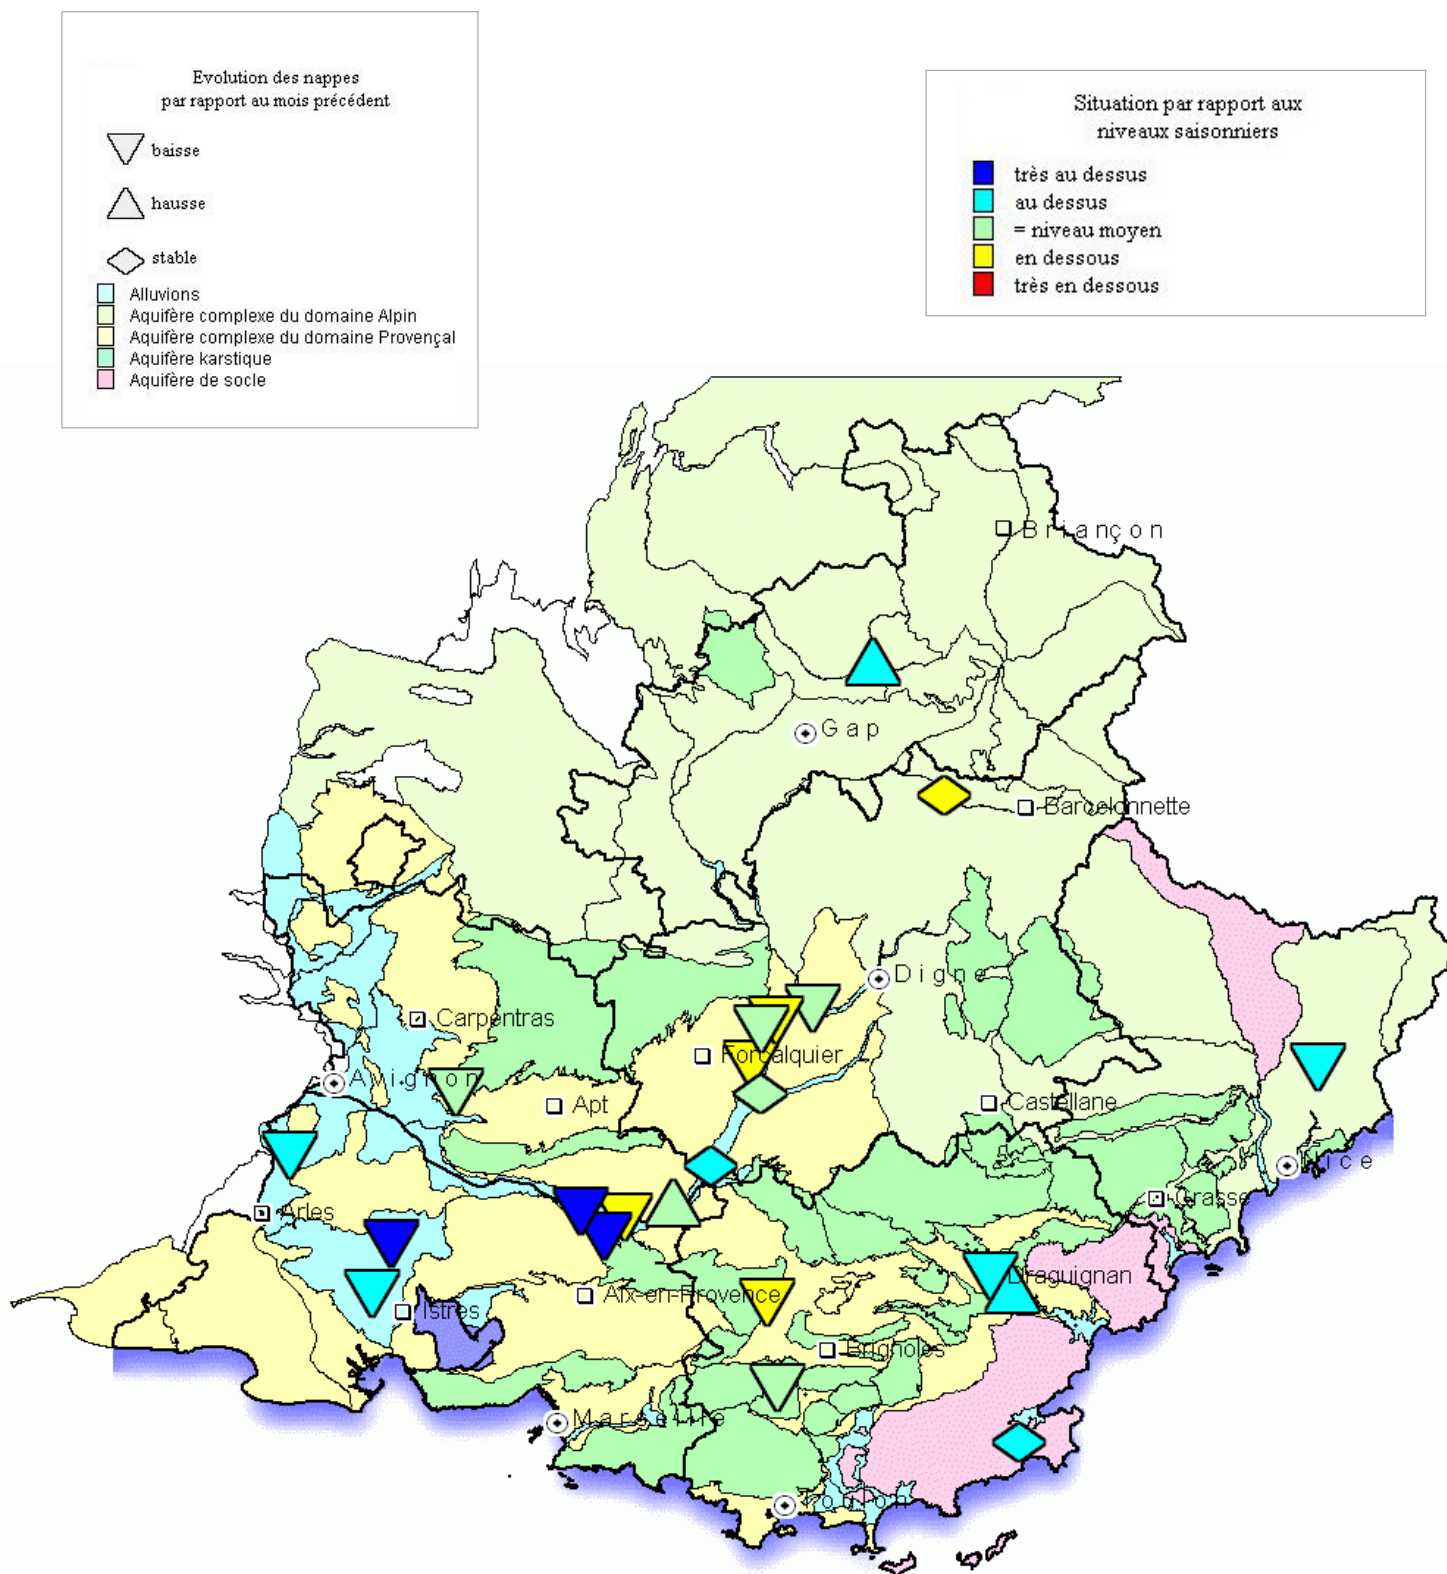 Evolution des nappes
par rapport au mois précédent
baisse
hausse
stable
Alluvions
Aquifère complexe du domaine Alpin
Aquifère complexe du domaine Provençal
Aquifère karstique
Aquifère de socle
Situation par rapport aux
niveaux saisonniers
très au dessus
au dessus
= niveau moyen
en dessous
très en dessous
Briançon
Gap
Barcelonnette
Digne
Carpentras
Forcalquier
Avignon
Apt
Castellane
Nice
Grasse
Arles
Draguignan
Aix-en-Provence
Istres
Brignoles
Marseille
Toulon